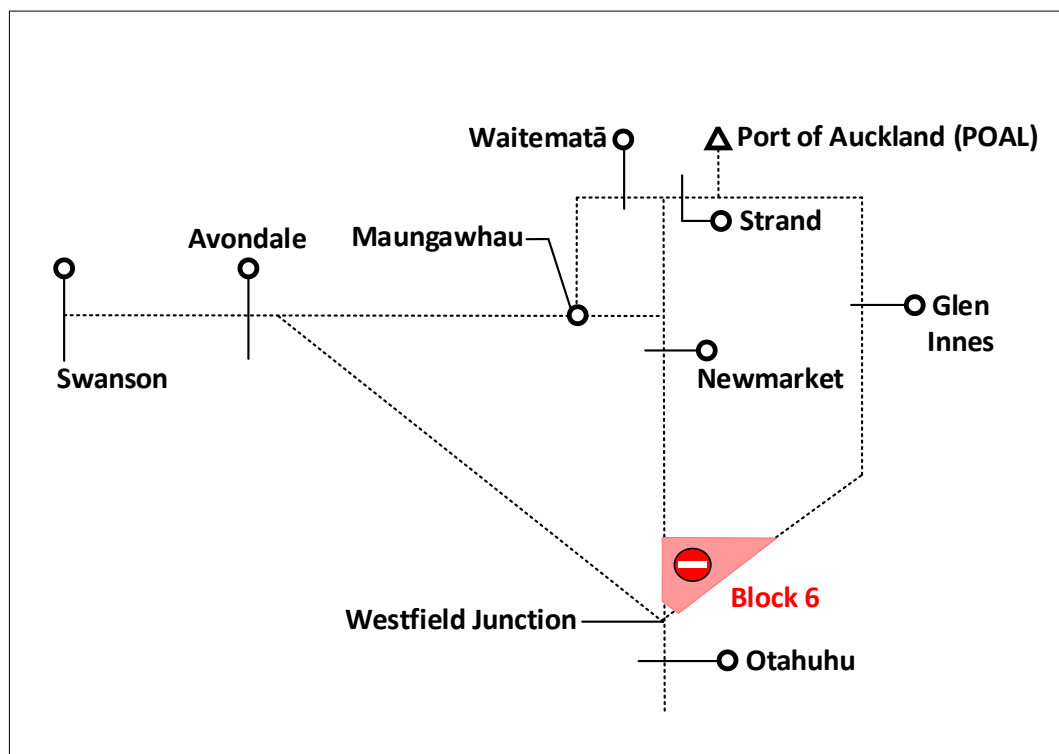 Waitematā
Port of Auckland (POAL)
Strand
Avondale
Maungawhau
Glen
Innes
Swanson
Newmarket
Block 6
Westfield Junction
Otahuhu